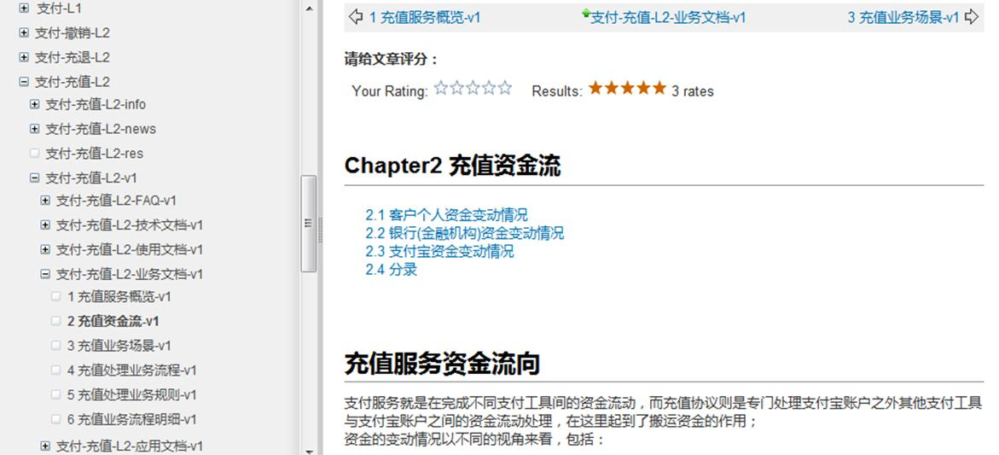 支付-L1
支付-撤销-L2
支付-充退-L2
支付-充值-L2
支付-充值-L2-info
支付-充值-L2-news
支付-充值-L2-res
支付-充值-L2-v1
支付-充值-L2-FAQ-v1
支付-充值-L2-技术文档-v1
支付-充值-L2-使用文档-v1
支付-充值-L2-业务文档-v1
1 充值服务概览-v1
2 充值资金流-v1
3 充值业务场景-v1
4 充值处理业务流程-v1
5 充值处理业务规则-v1
6 充值业务流程明细-v1
支付-充值-L2-应用文档-v1
1 充值服务概览-v1 支付-充值-L2-业务文档-v1 3 充值业务场景-v1
请给文章评分：
Your Rating: Results: 3 rates
Chapter2 充值资金流
2.1 客户个人资金变动情况
2.2 银行(金融机构)资金变动情况
2.3 支付宝资金变动情况
2.4 分录
充值服务资金流向
支付服务就是在完成不同支付工具间的资金流动，而充值协议则是专门处理支付宝账户之外其他支付工具
与支付宝账户之间的资金流动处理，在这里起到了搬运资金的作用；
资金的变动情况以不同的视角来看，包括：